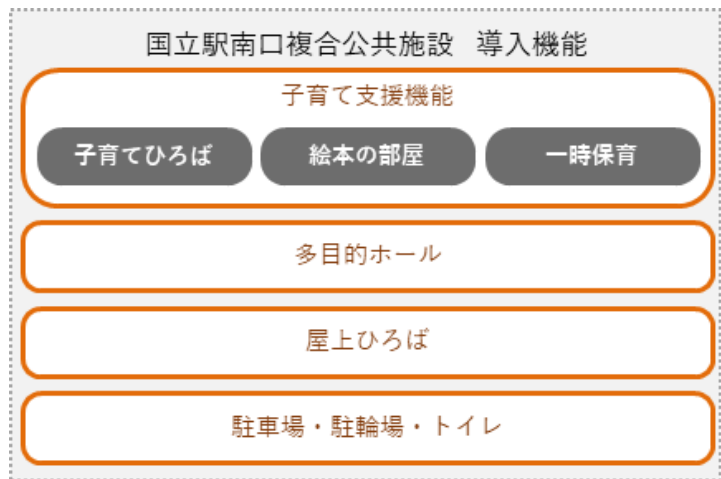 国立駅南口複合公共施設 導入機能
子育て支援機能
子育てひろば 絵本の部屋 一時保育
多目的ホール
屋上ひろば
駐車場・駐輪場・トイレ